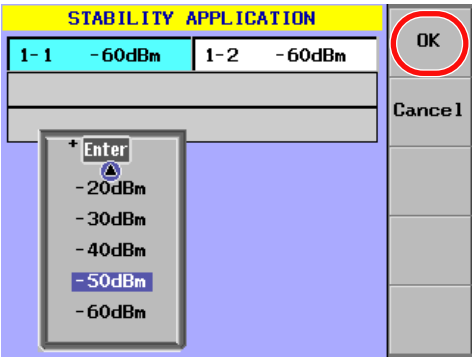 STABILITY APPLICATION
1-1 -60dBm 1-2 -60dBm
OK
Cancel
+ Enter
-20dBm
-30dBm
-40dBm
-50dBm
-60dBm